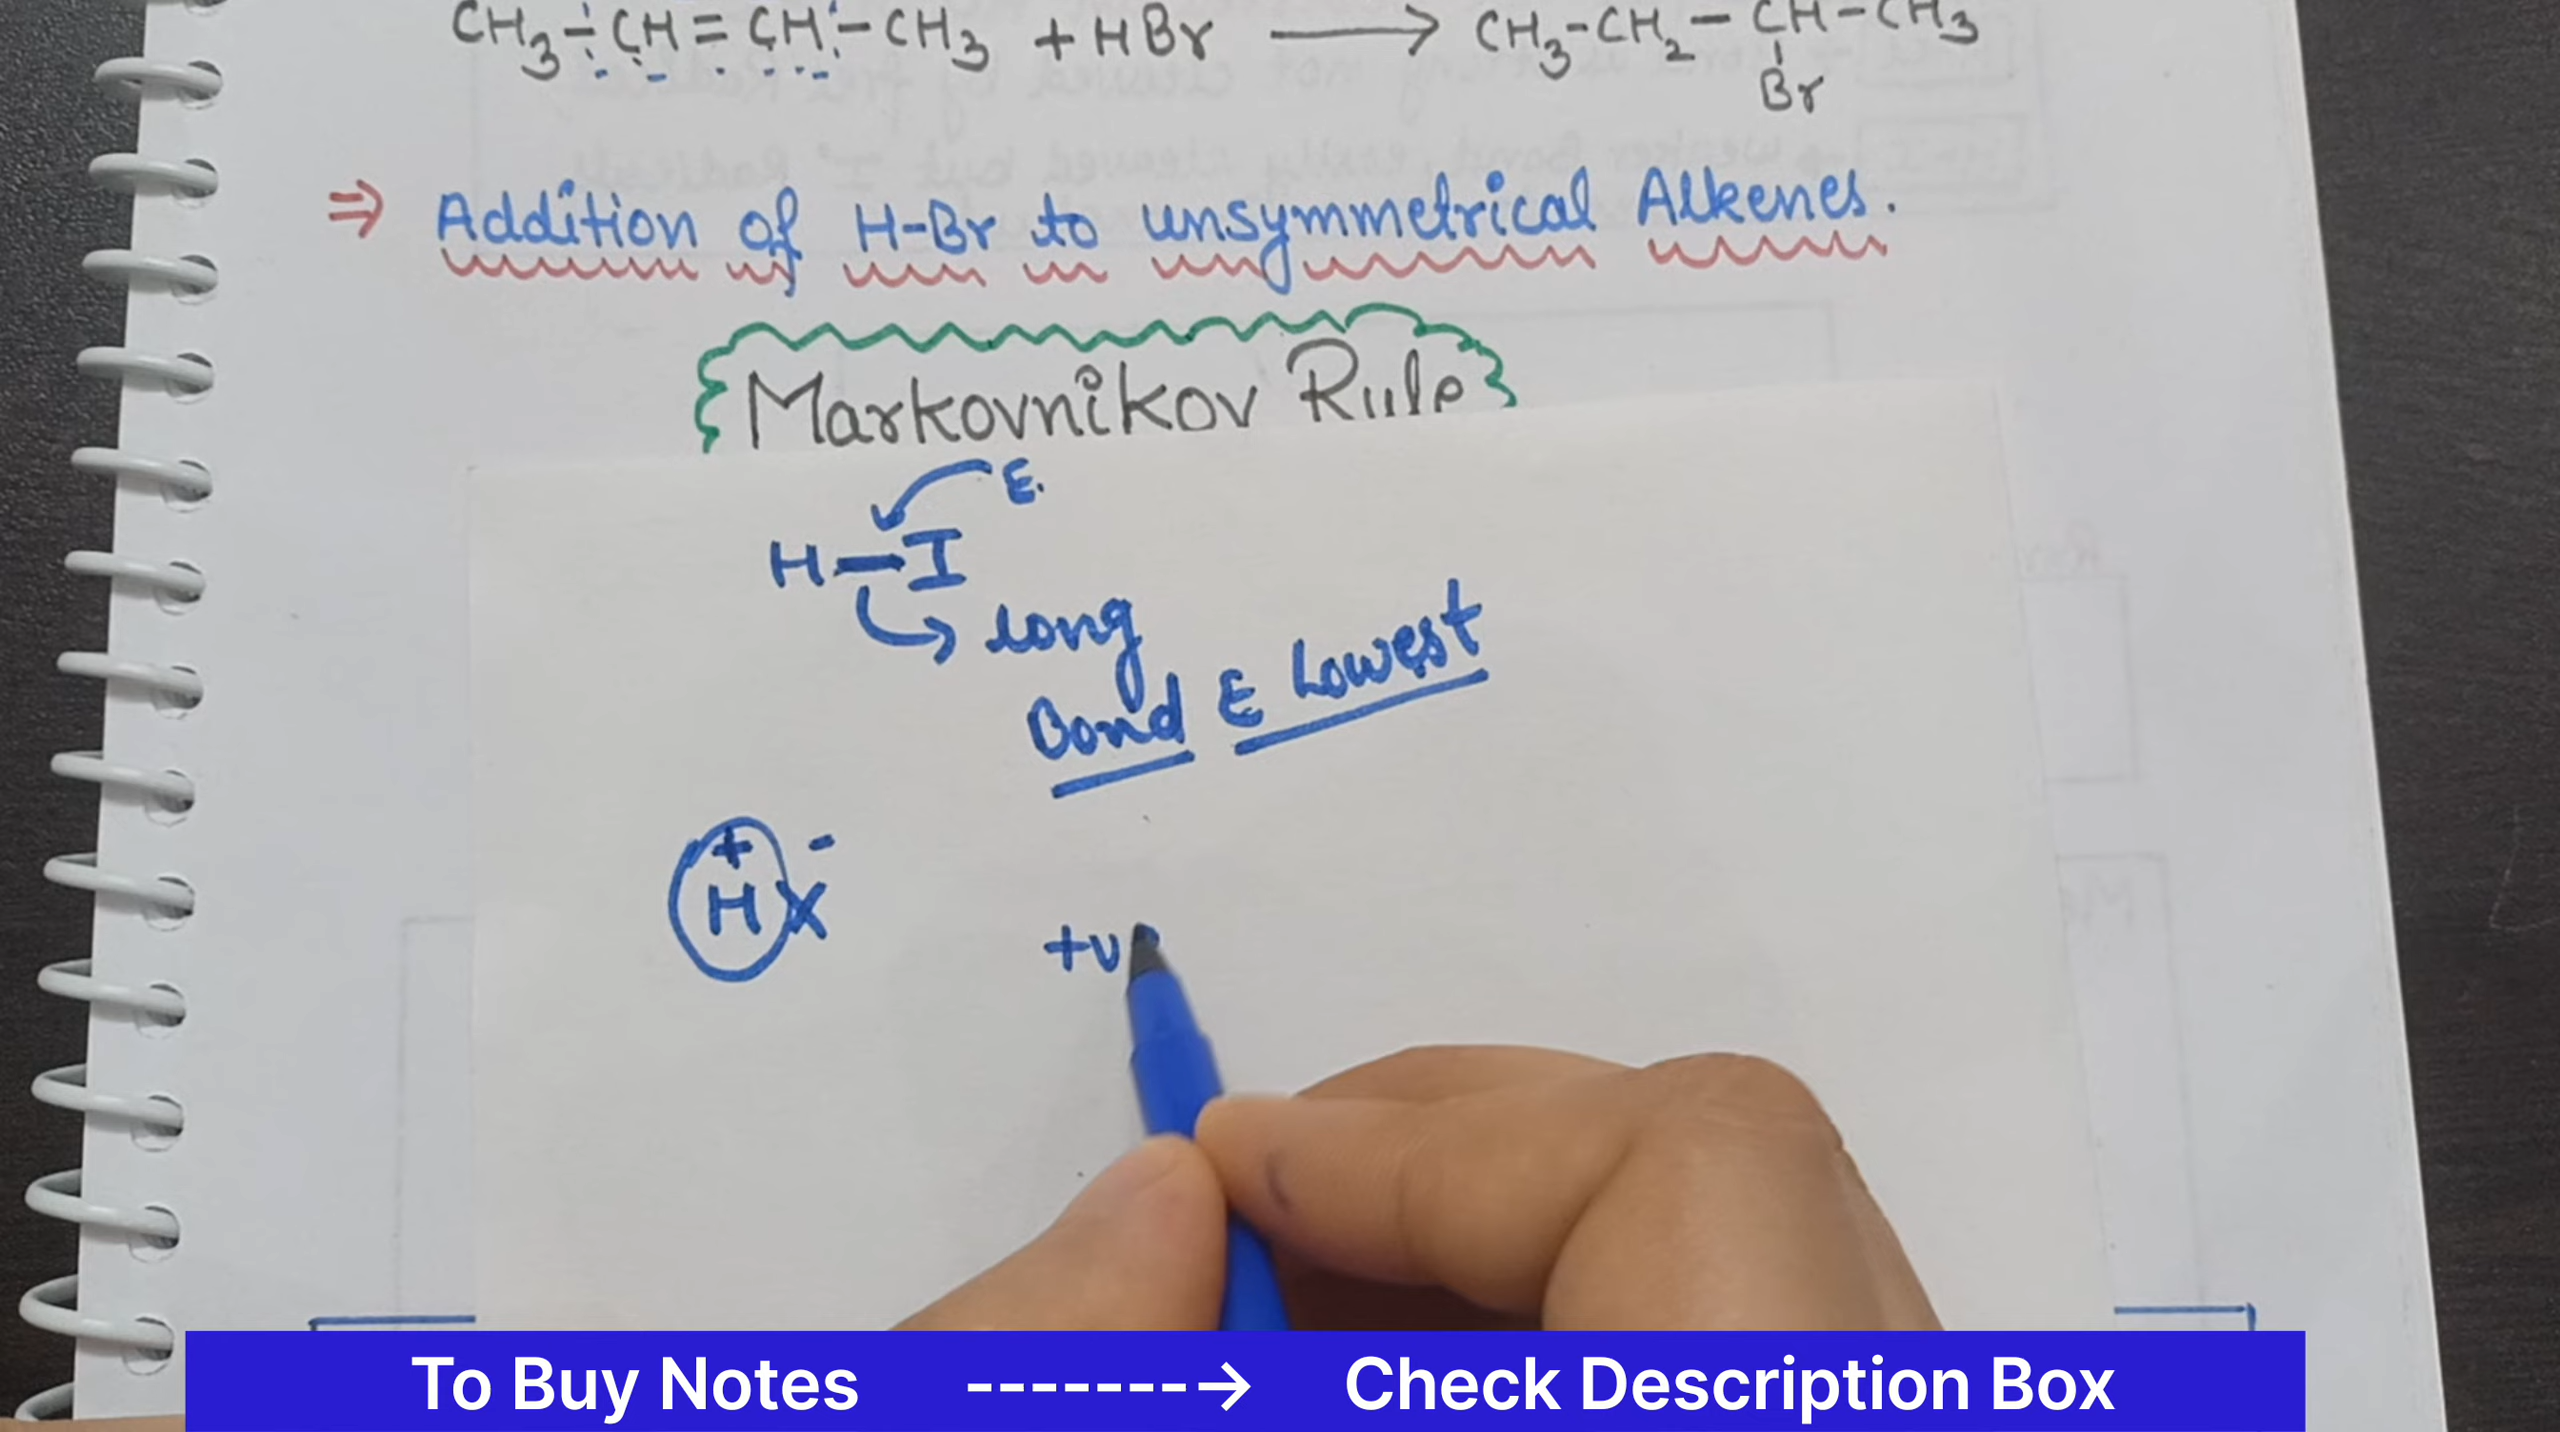 CH3-CH=CH-CH3 + HBr ⟶ CH3-CH2-CH-CH3
Br
⇒ Addition of H-Br to unsymmetrical Alkenes.
Markovnikov Rule
E.
H-I
long
Bond E Lowest
+ -
HX
+v
To Buy Notes -------→ Check Description Box